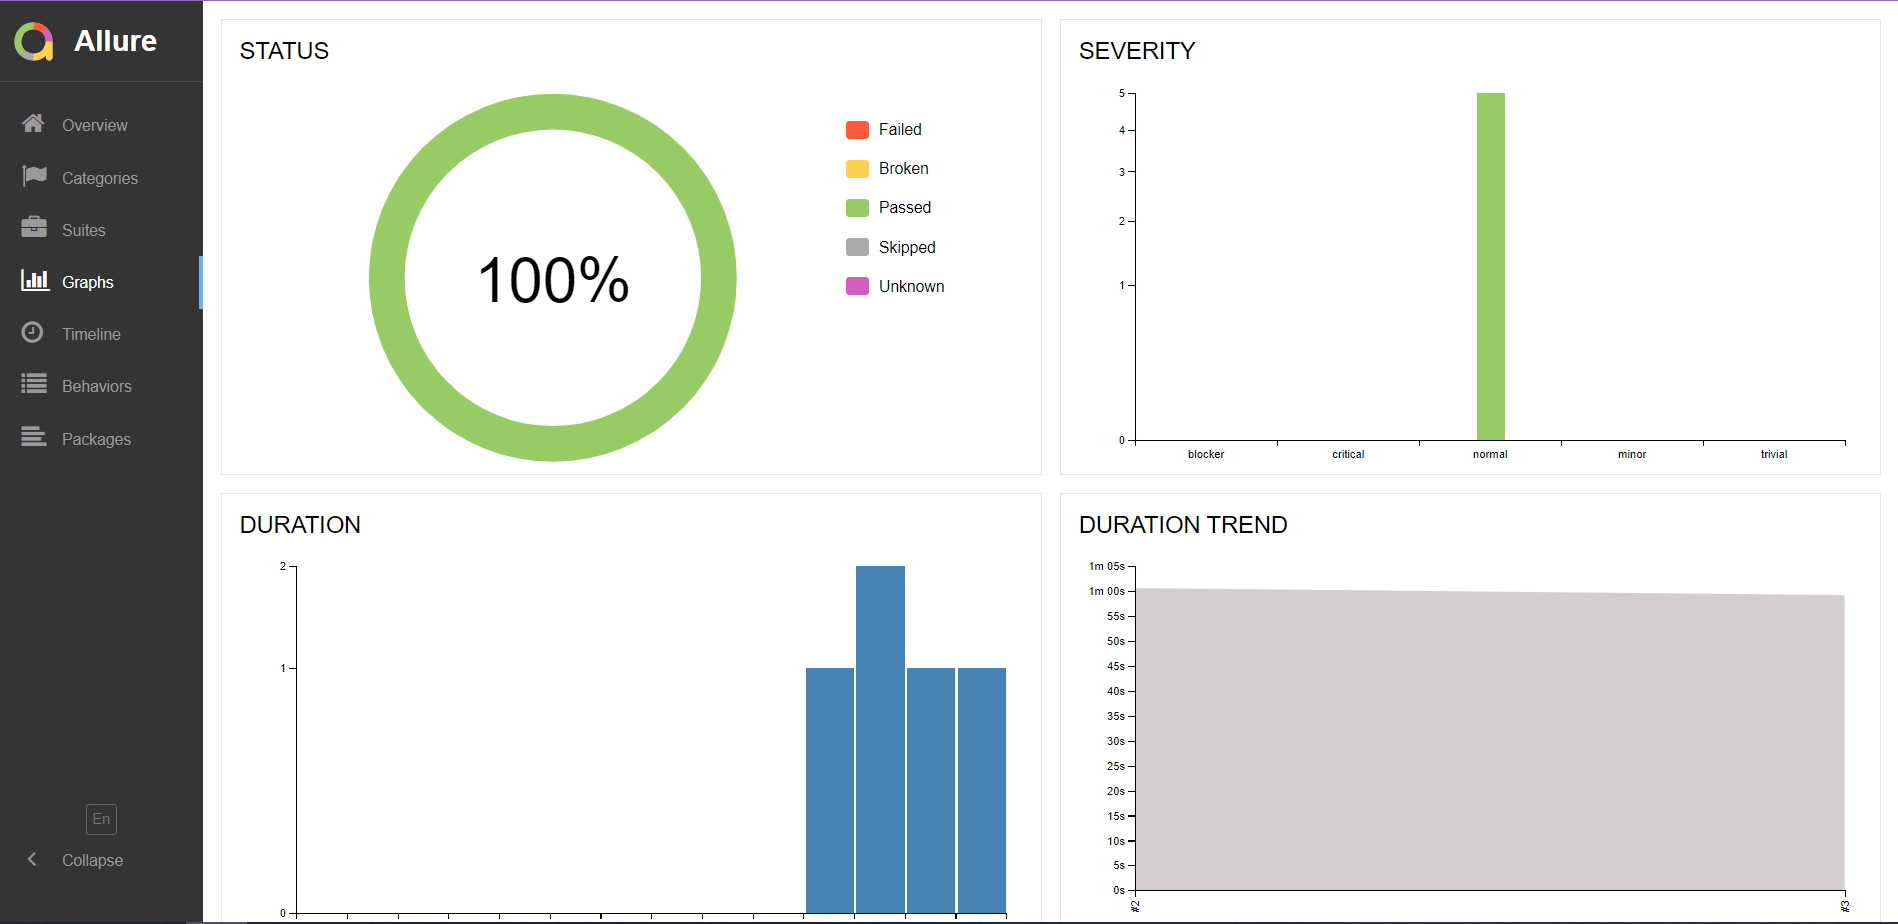 Allure
Overview
Categories
Suites
Graphs
Timeline
Behaviors
Packages
En
Collapse
STATUS
100%
Failed
Broken
Passed
Skipped
Unknown
SEVERITY
5
4
3
2
1
0
blocker critical normal minor trivial
DURATION
2
1
0
DURATION TREND
1m 05s
1m 00s
55s
50s
45s
40s
35s
30s
25s
20s
15s
10s
5s
0s
#2 #3